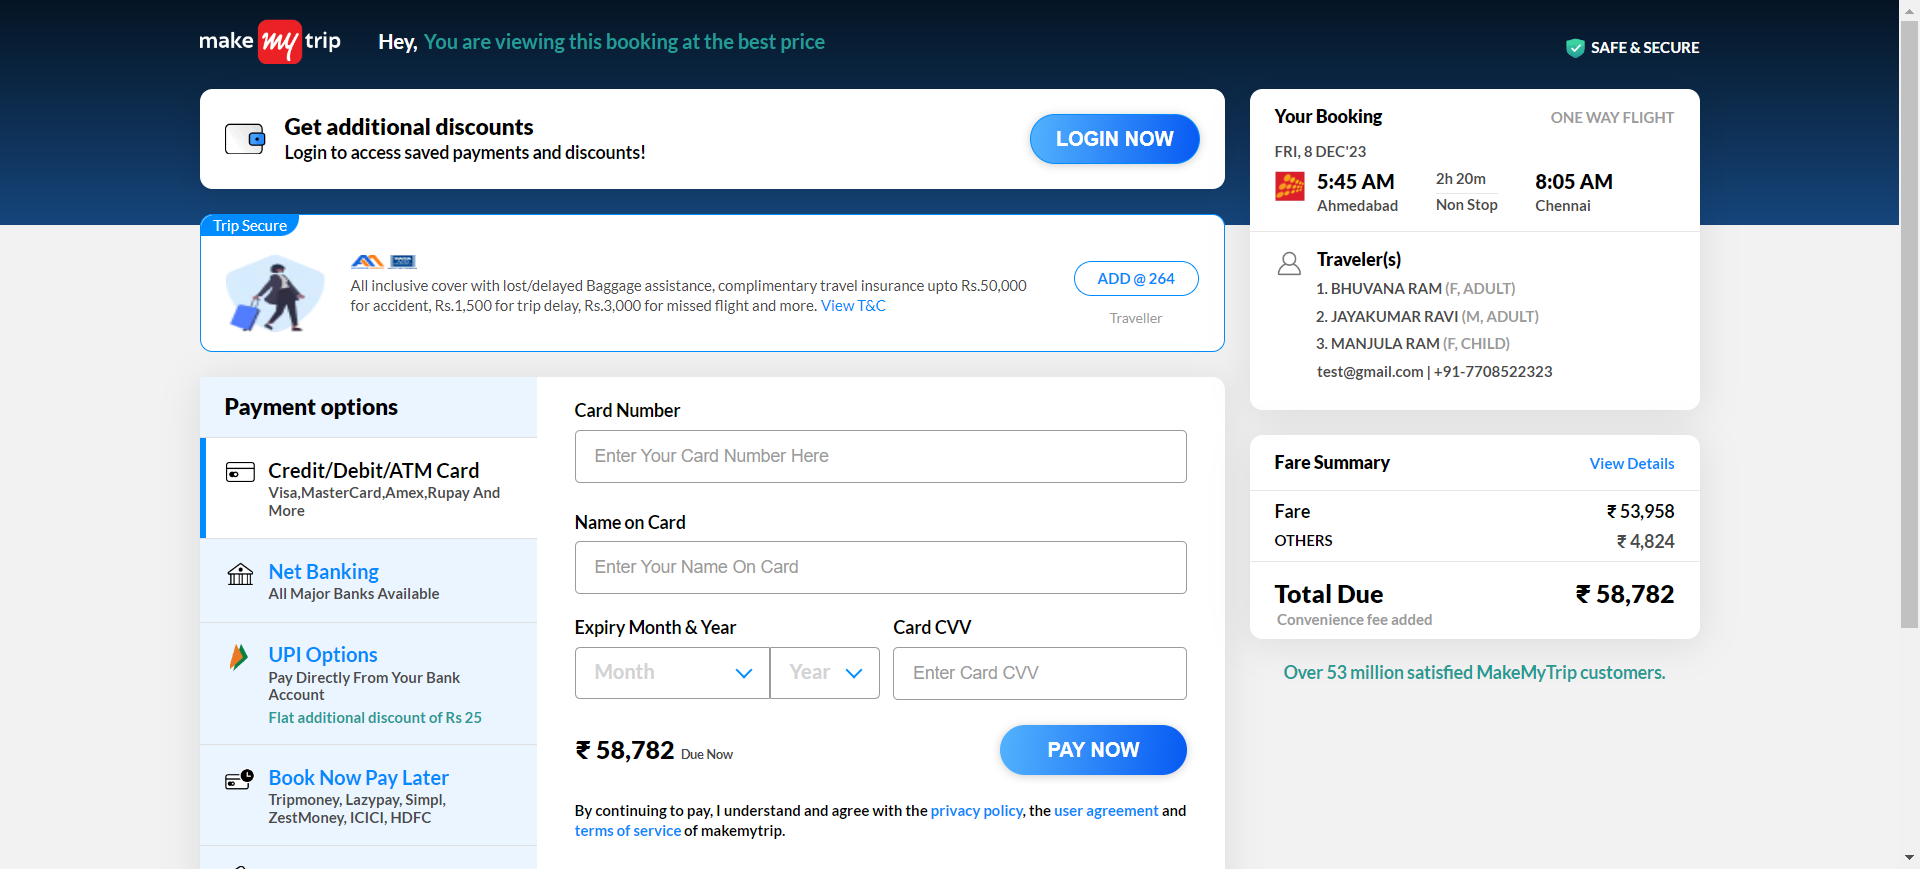 make my trip
Hey, You are viewing this booking at the best price
SAFE & SECURE
Get additional discounts
Login to access saved payments and discounts!
LOGIN NOW
Trip Secure
All inclusive cover with lost/delayed Baggage assistance, complimentary travel insurance upto Rs.50,000
for accident, Rs.1,500 for trip delay, Rs.3,000 for missed flight and more. View T&C
ADD @ 264
Traveller
Payment options
Credit/Debit/ATM Card
Visa,MasterCard,Amex,Rupay And
More
Net Banking
All Major Banks Available
UPI Options
Pay Directly From Your Bank
Account
Flat additional discount of Rs 25
Book Now Pay Later
Tripmoney, Lazypay, Simpl,
ZestMoney, ICICI, HDFC
Card Number
Enter Your Card Number Here
Name on Card
Enter Your Name On Card
Expiry Month & Year
Card CVV
Month
Year
Enter Card CVV
₹ 58,782 Due Now
PAY NOW
By continuing to pay, I understand and agree with the privacy policy, the user agreement and
terms of service of makemytrip.
Your Booking
ONE WAY FLIGHT
FRI, 8 DEC'23
5:45 AM
2h 20m
8:05 AM
Ahmedabad
Non Stop
Chennai
Traveler(s)
1. BHUVANA RAM (F, ADULT)
2. JAYAKUMAR RAVI (M, ADULT)
3. MANJULA RAM (F, CHILD)
test@gmail.com | +91-7708522323
Fare Summary
View Details
Fare
₹ 53,958
OTHERS
₹ 4,824
Total Due
₹ 58,782
Convenience fee added
Over 53 million satisfied MakeMyTrip customers.